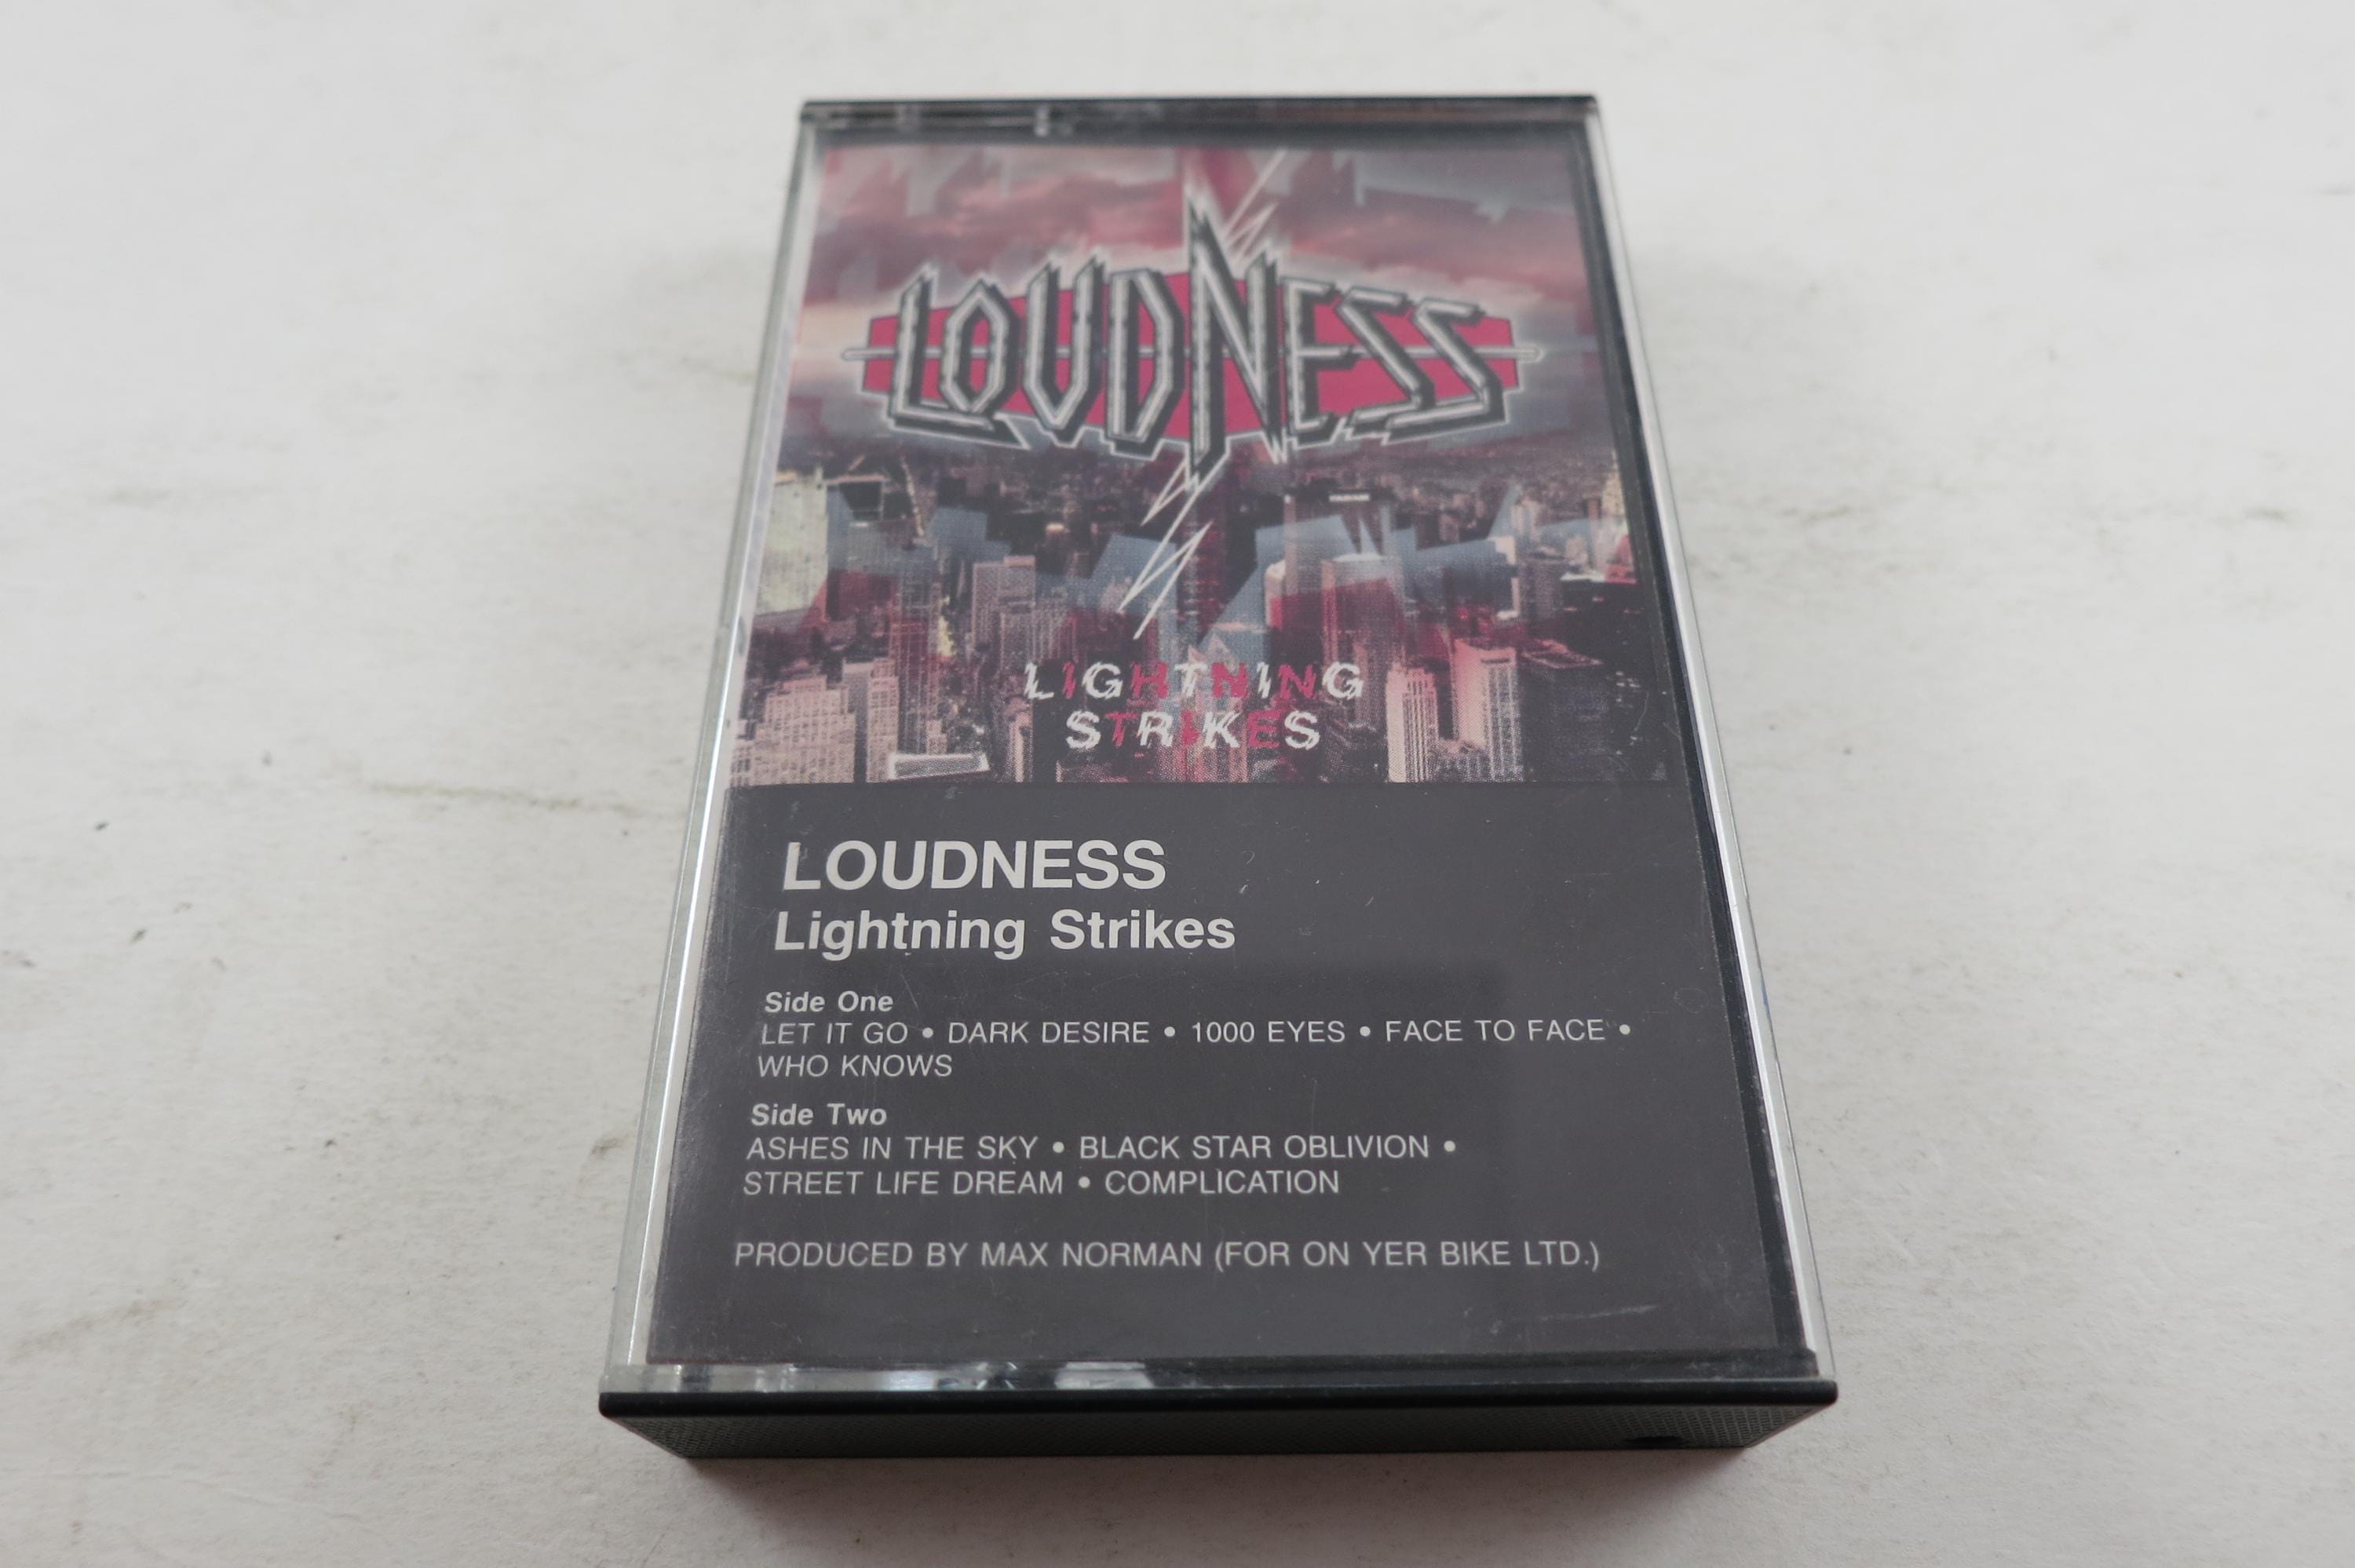 LOUDNESS
LIGHTNING
STRIKES
LOUDNESS
Lightning Strikes
Side One
LET IT GO • DARK DESIRE • 1000 EYES • FACE TO FACE •
WHO KNOWS
Side Two
ASHES IN THE SKY • BLACK STAR OBLIVION •
STREET LIFE DREAM • COMPLICATION
PRODUCED BY MAX NORMAN (FOR ON YER BIKE LTD.)